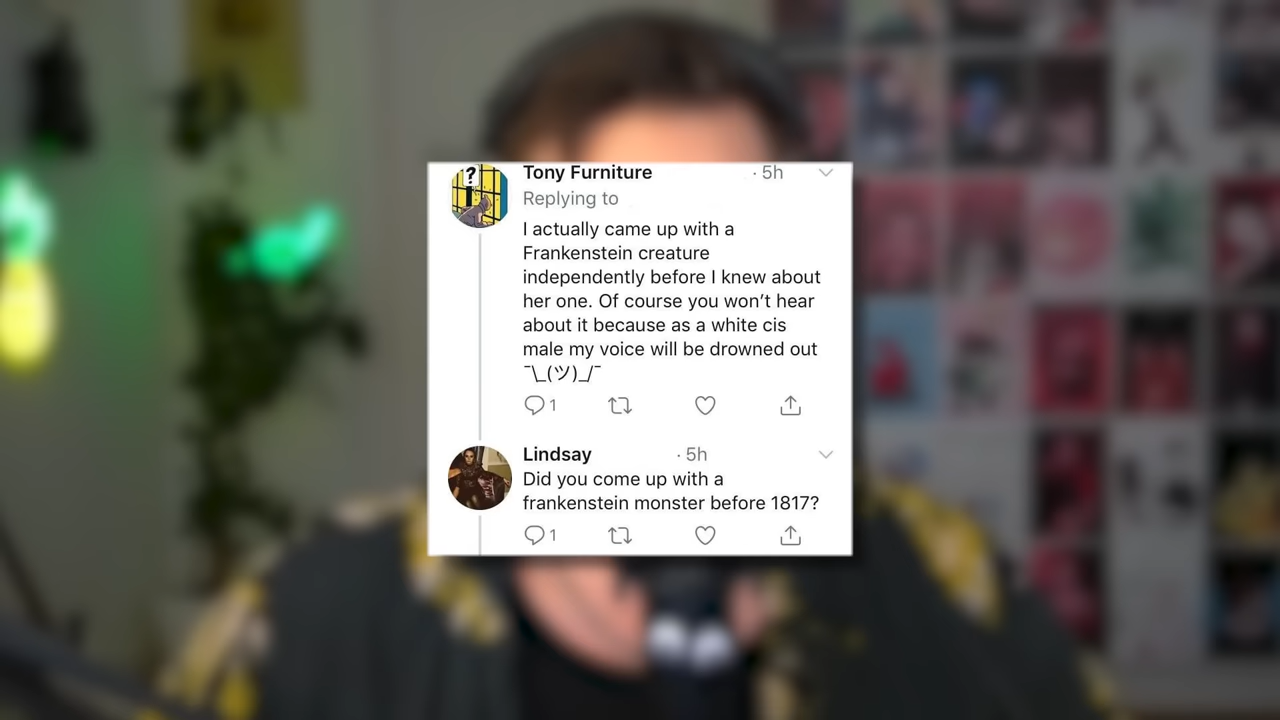 ?
Tony Furniture · 5h
Replying to
I actually came up with a
Frankenstein creature
independently before I knew about
her one. Of course you won’t hear
about it because as a white cis
male my voice will be drowned out
¯\_(ツ)_/¯
1
Lindsay · 5h
Did you come up with a
frankenstein monster before 1817?
1